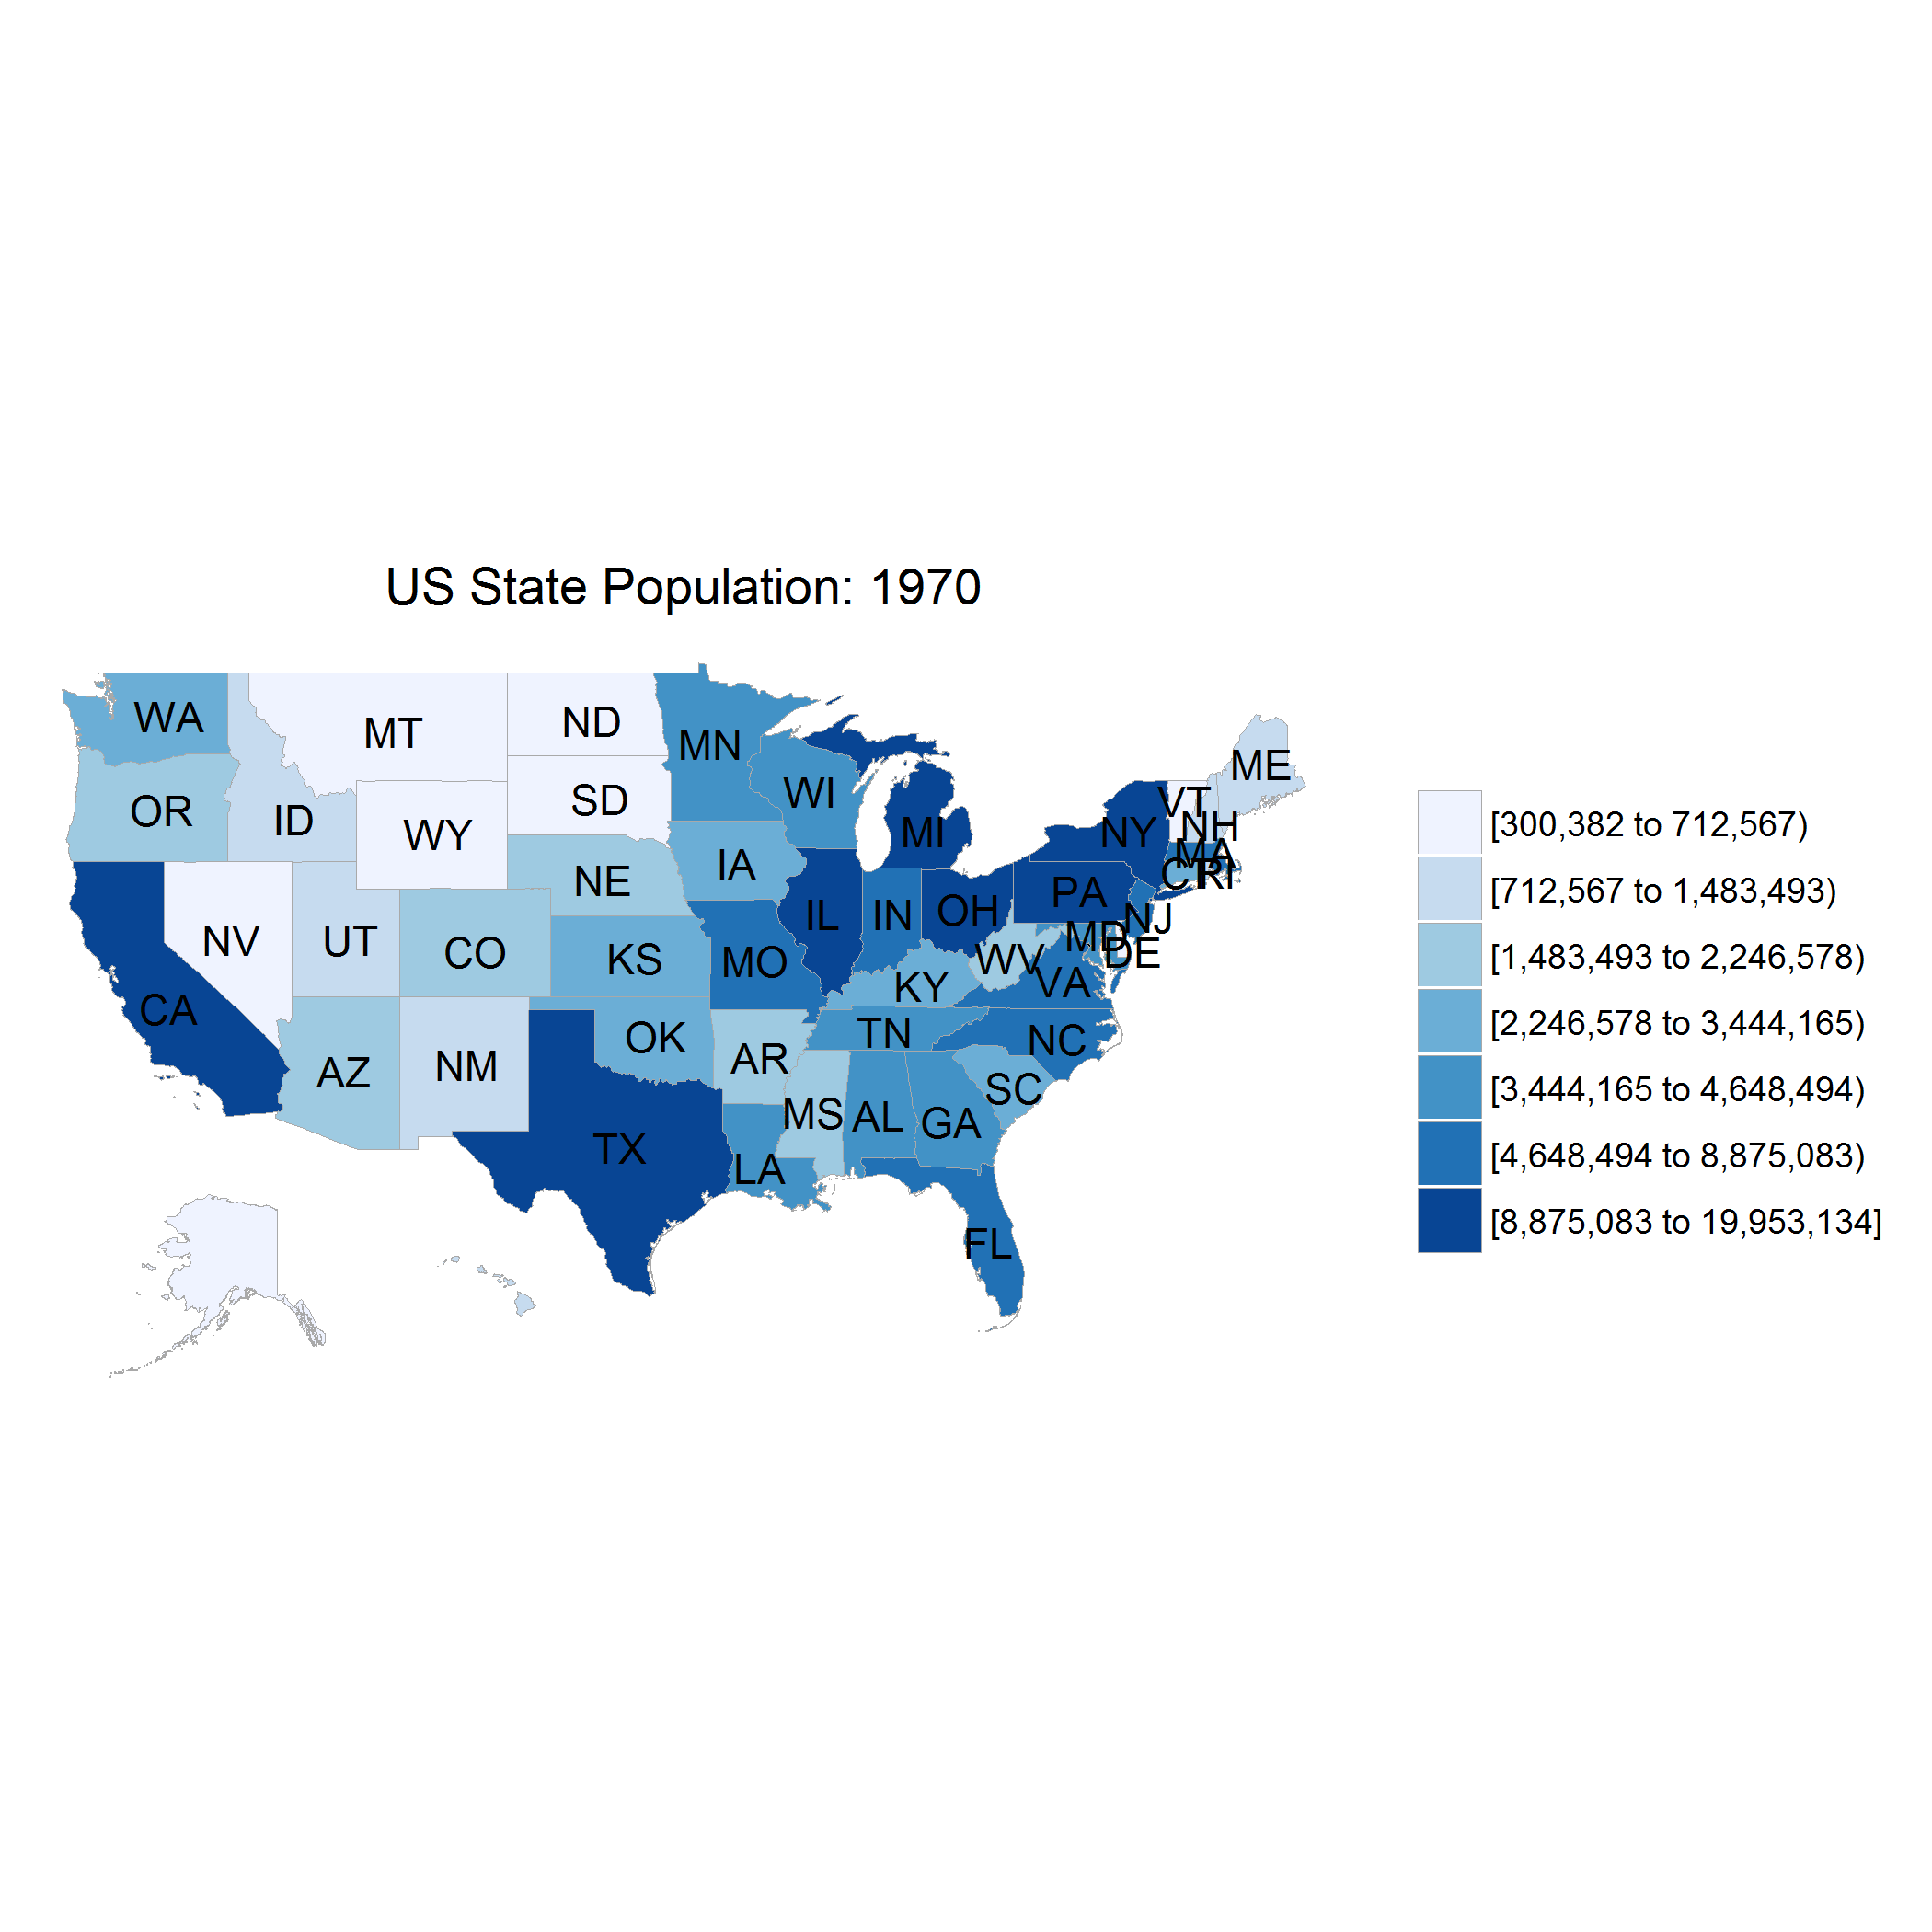 US State Population: 1970
WA
MT
ND
MN
OR
ID
WY
SD
WI
MI
NY
VT
NH
ME
MA
CT
RI
NV
UT
CO
NE
IA
KS
MO
IL
IN
OH
PA
NJ
MD
DE
WV
VA
KY
CA
AZ
NM
OK
AR
TN
NC
SC
TX
LA
MS
AL
GA
FL
[300,382 to 712,567)
[712,567 to 1,483,493)
[1,483,493 to 2,246,578)
[2,246,578 to 3,444,165)
[3,444,165 to 4,648,494)
[4,648,494 to 8,875,083)
[8,875,083 to 19,953,134]